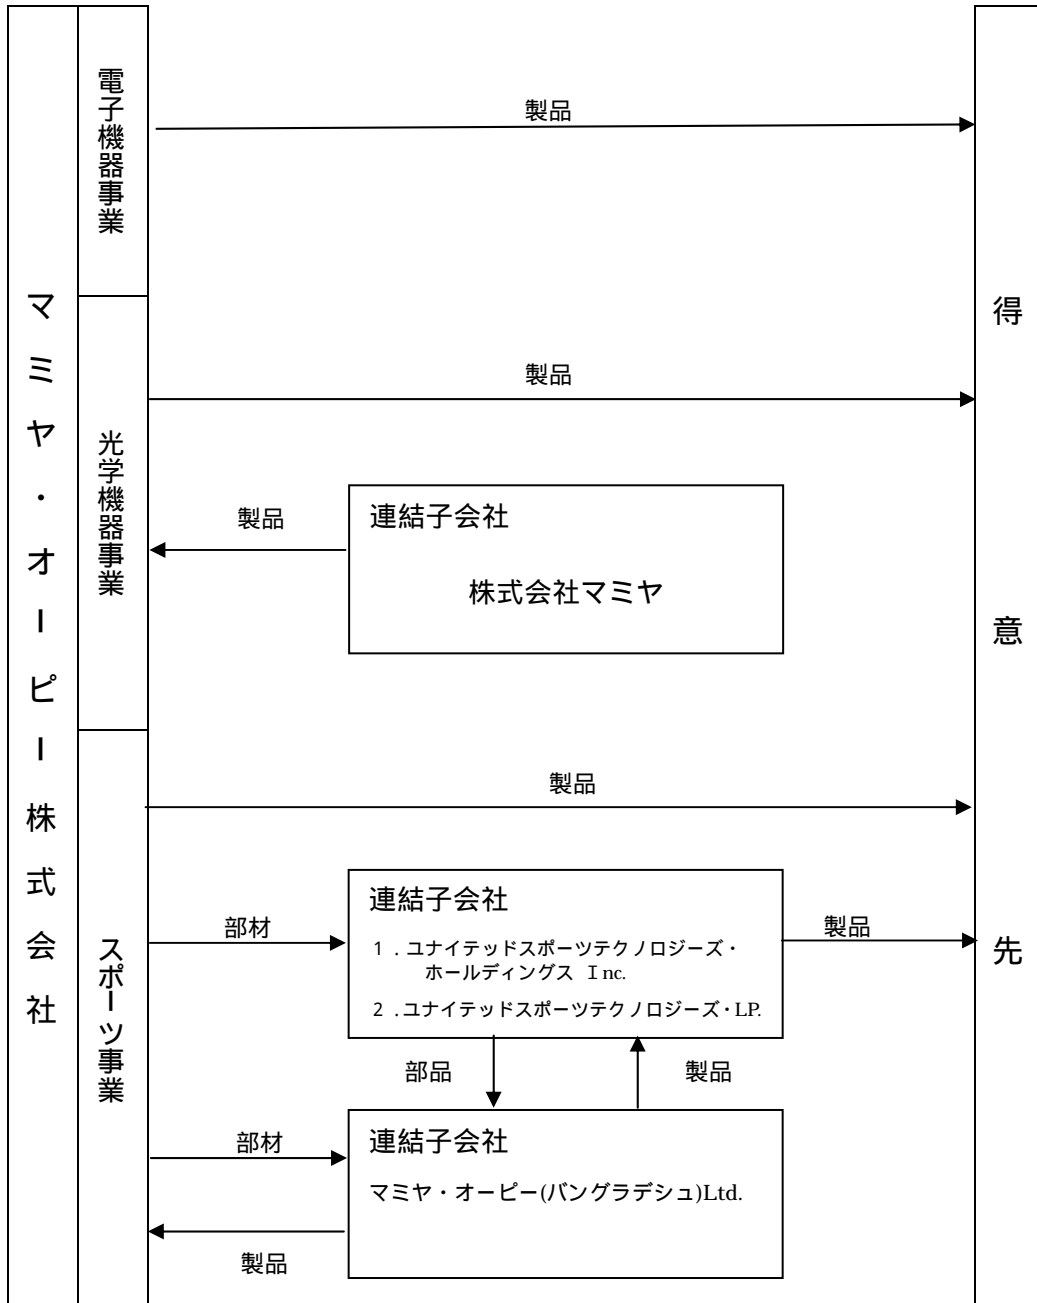 マミヤ・オーピー株式会社
電子機器事業
製品
得意先
光学機器事業
製品
製品
連結子会社
株式会社マミヤ
スポーツ事業
製品
部材
連結子会社
１．ユナイテッドスポーツテクノロジーズ・
ホールディングス Ｉnc.
２．ユナイテッドスポーツテクノロジーズ・LP.
製品
部品
製品
部材
連結子会社
マミヤ・オーピー(バングラデシュ)Ltd.
製品